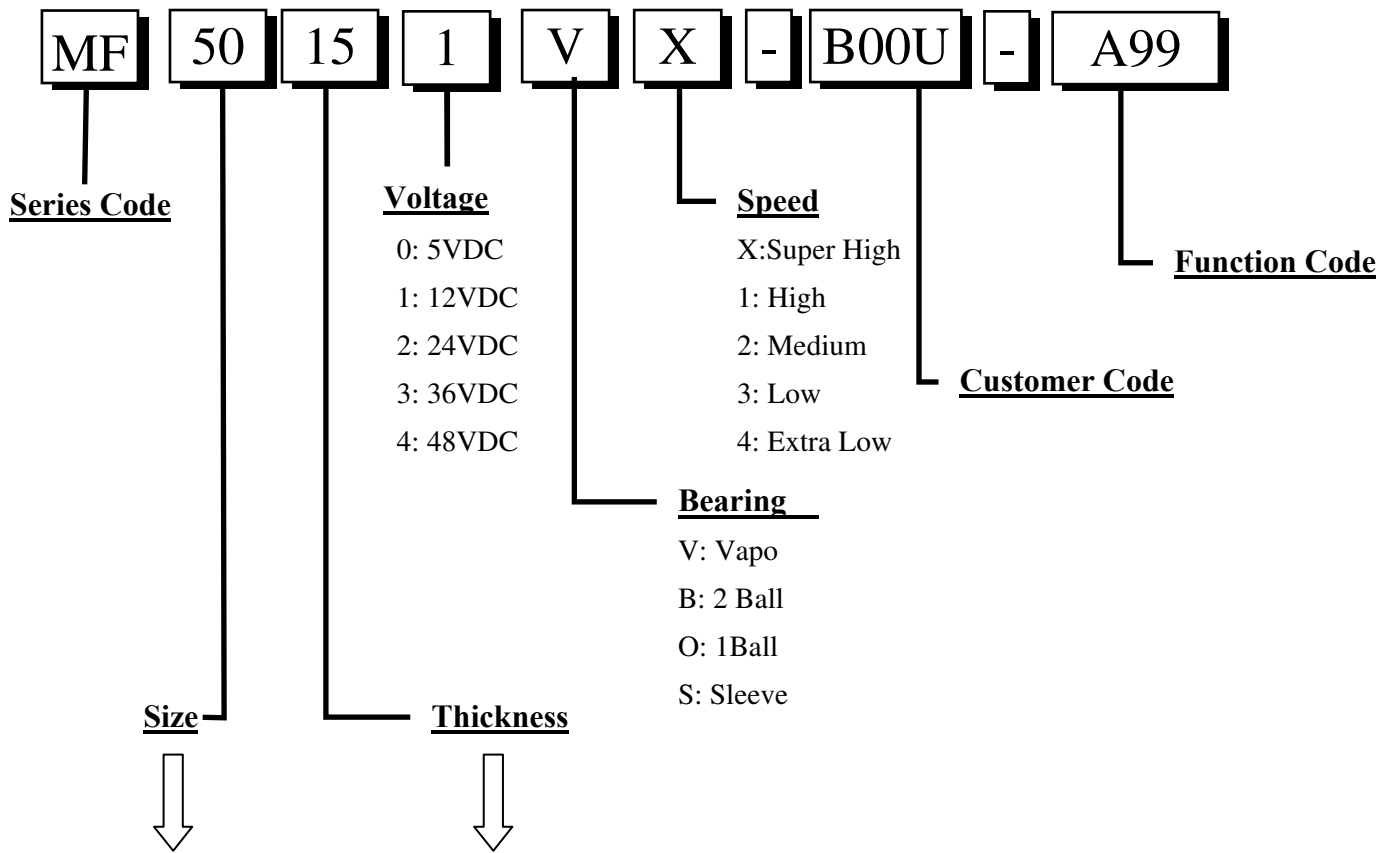 MF 50 15 1 V X - B00U - A99
Series Code
Voltage
0: 5VDC
1: 12VDC
2: 24VDC
3: 36VDC
4: 48VDC
Speed
X:Super High
1: High
2: Medium
3: Low
4: Extra Low
Function Code
Customer Code
Bearing
V: Vapo
B: 2 Ball
O: 1Ball
S: Sleeve
Size
Thickness